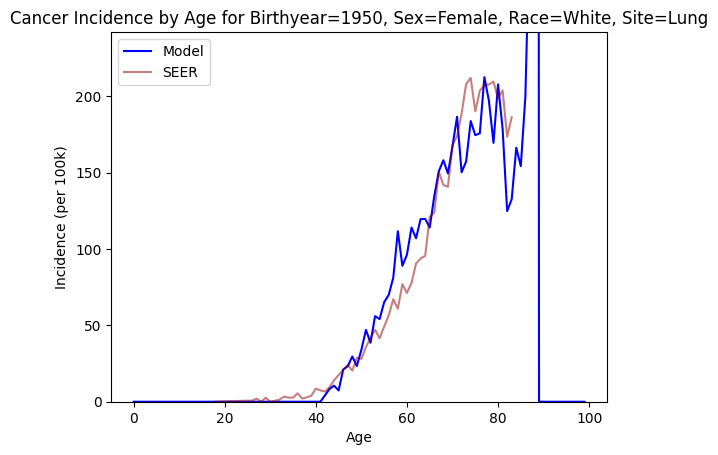 Cancer Incidence by Age for Birthyear=1950, Sex=Female, Race=White, Site=Lung
Model
SEER
200
150
100
50
0
Incidence (per 100k)
0 20 40 60 80 100
Age